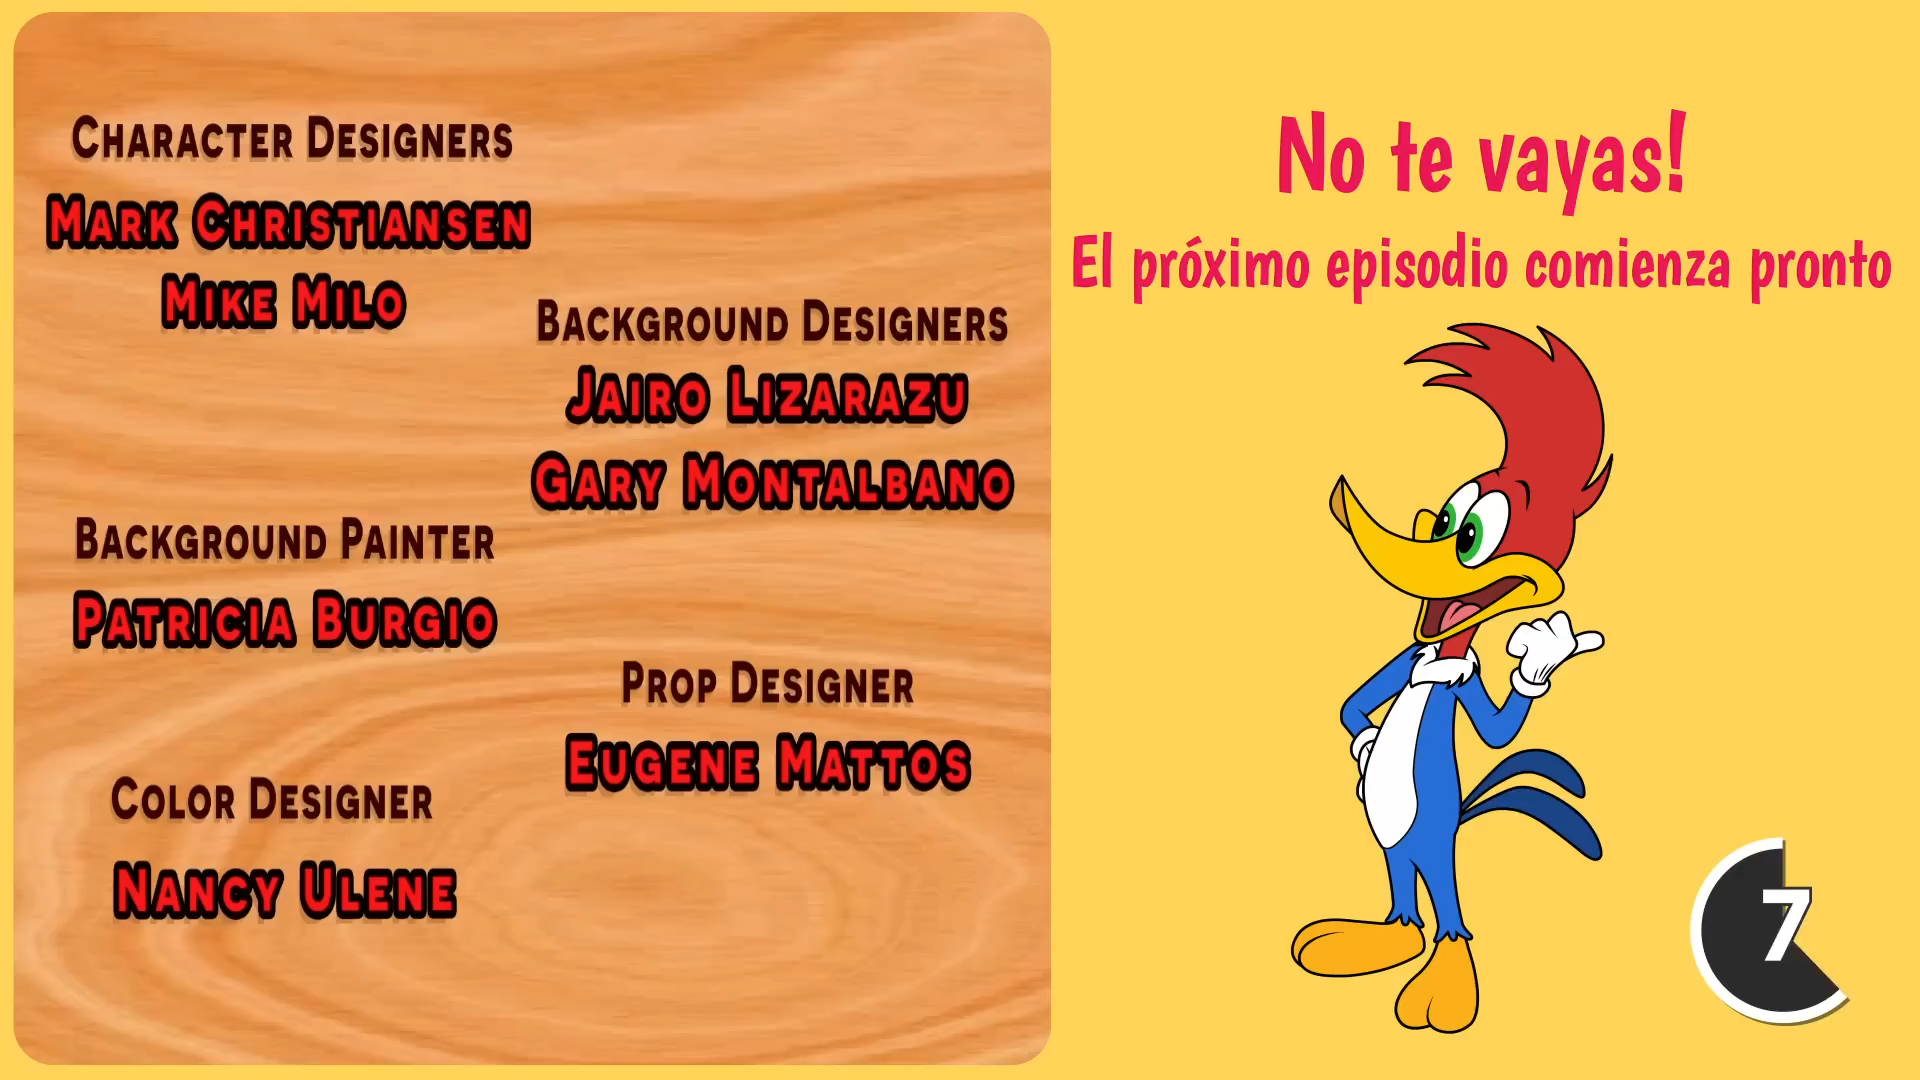 Character Designers
Mark Christiansen
Mike Milo
Background Designers
Jairo Lizarazu
Gary Montalbano
Background Painter
Patricia Burgio
Prop Designer
Eugene Mattos
Color Designer
Nancy Ulene
No te vayas!
El próximo episodio comienza pronto
7